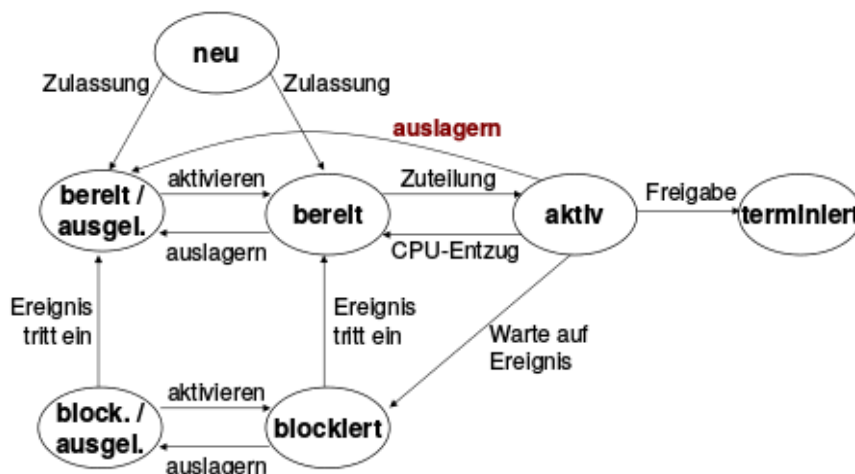 neu
Zulassung
Zulassung
auslagern
bereit /
ausgel.
aktivieren
bereit
Zuteilung
aktiv
Freigabe
terminiert
auslagern
CPU-Entzug
Ereignis
tritt ein
Ereignis
tritt ein
Warte auf
Ereignis
block. /
ausgel.
aktivieren
blockiert
auslagern